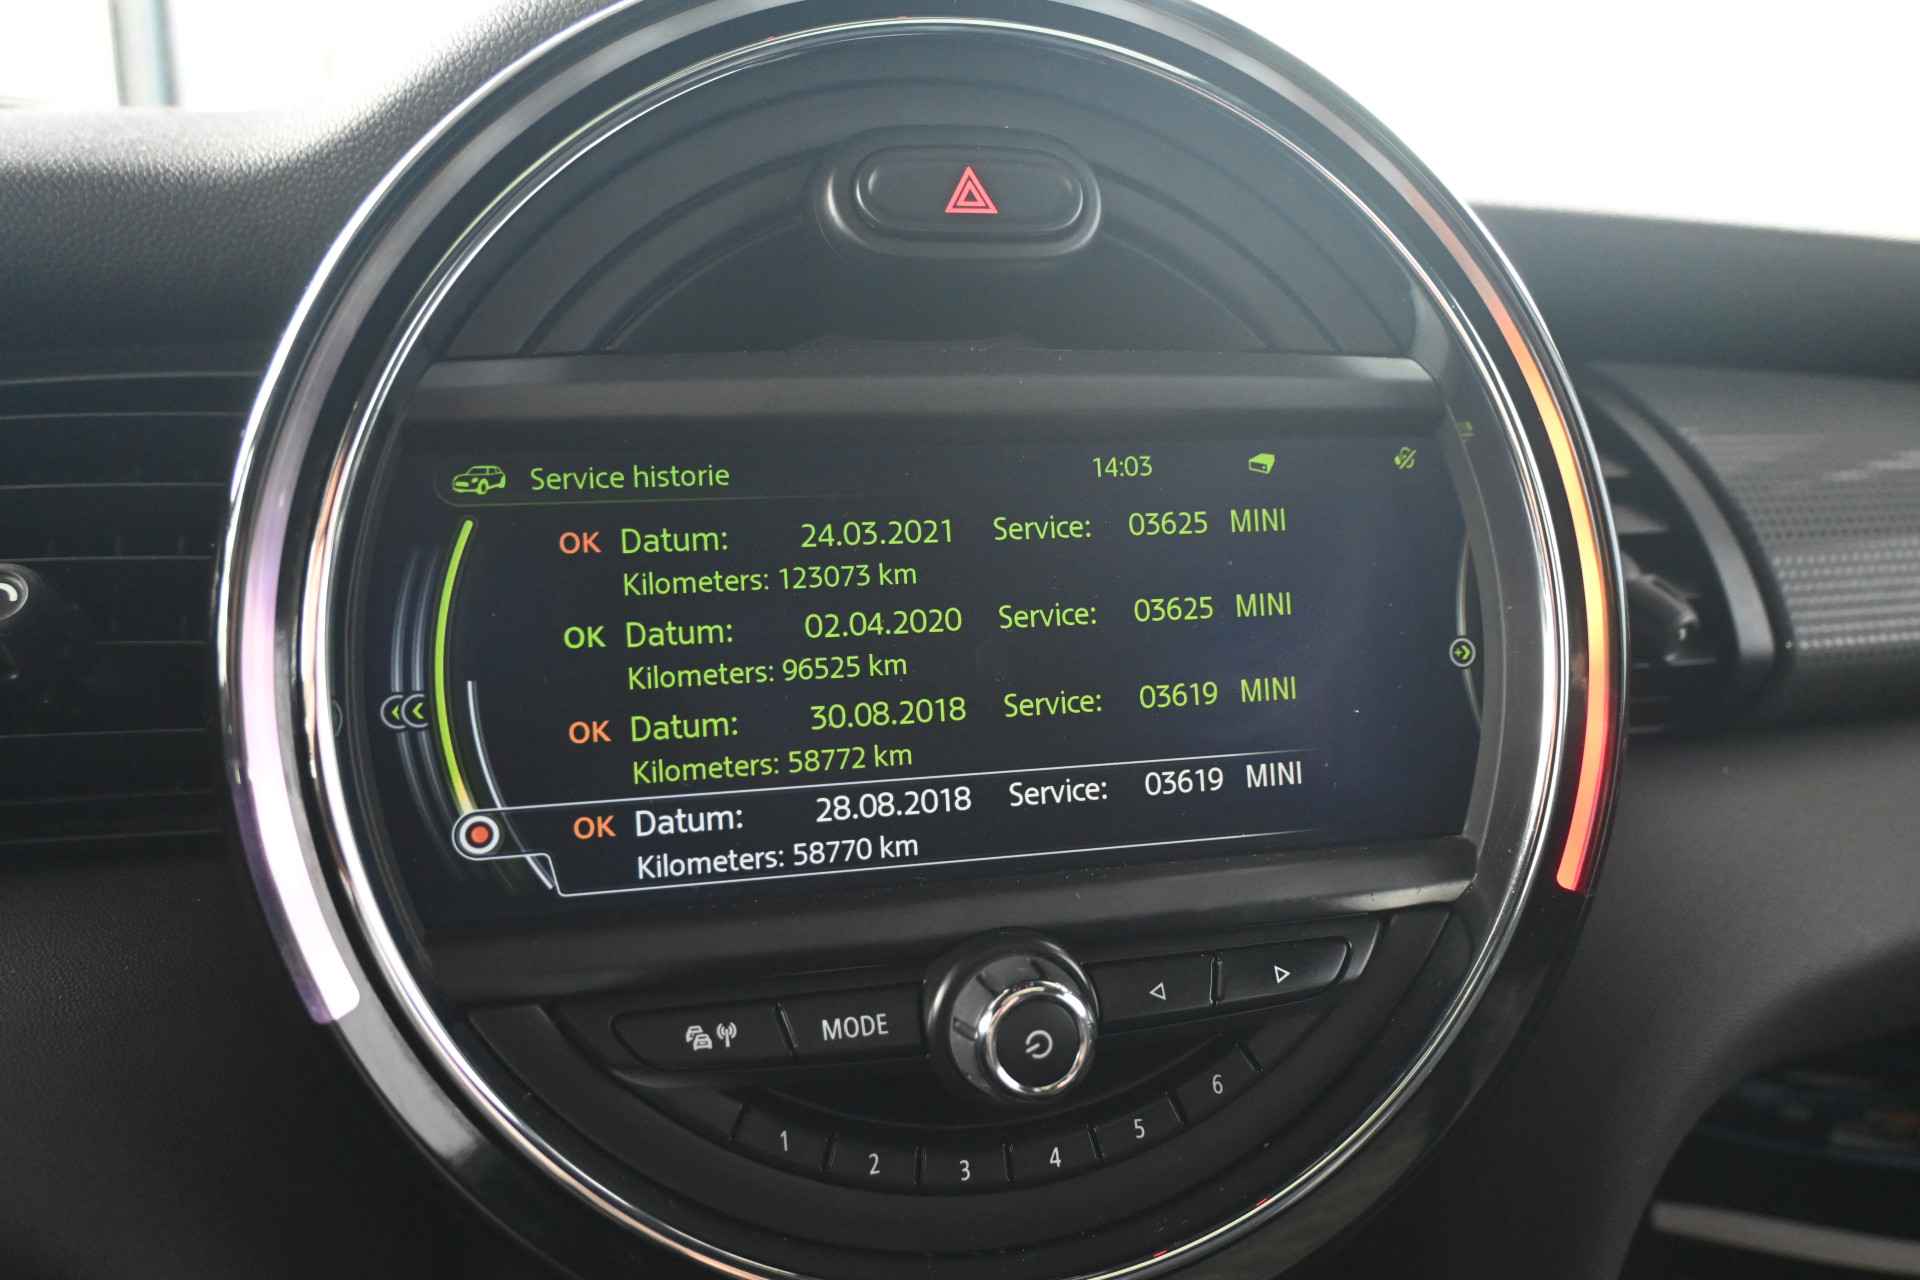 Service historie 14:03
OK Datum: 24.03.2021 Service: 03625 MINI
Kilometers: 123073 km
OK Datum: 02.04.2020 Service: 03625 MINI
Kilometers: 96525 km
OK Datum: 30.08.2018 Service: 03619 MINI
Kilometers: 58772 km
OK Datum: 28.08.2018 Service: 03619 MINI
Kilometers: 58770 km
MODE
1 2 3 4 5 6